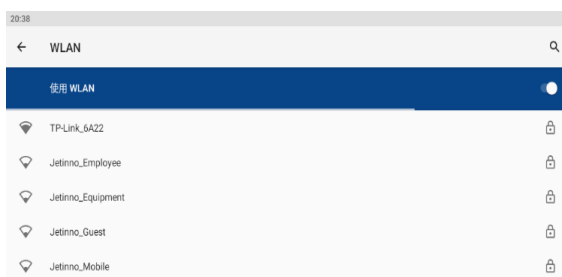 20:38
WLAN
使用 WLAN
TP-Link_6A22
Jetinno_Employee
Jetinno_Equipment
Jetinno_Guest
Jetinno_Mobile